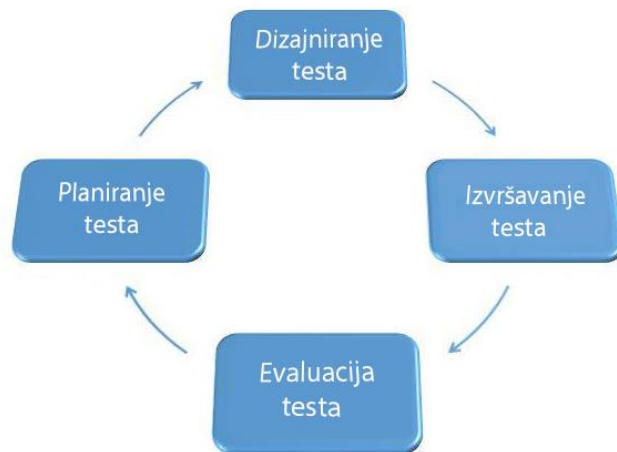 Dizajniranje
testa
Planiranje
testa
Izvršavanje
testa
Evaluacija
testa